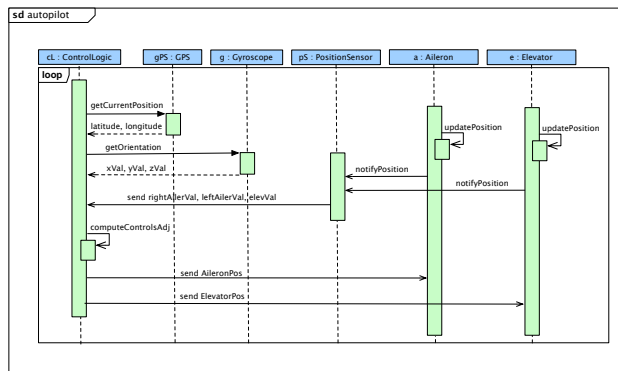 sd autopilot
cL : ControlLogic
gPS : GPS
g : Gyroscope
pS : PositionSensor
a : Aileron
e : Elevator
loop
getCurrentPosition
latitude, longitude
updatePosition
updatePosition
getOrientation
xVal, yVal, zVal
notifyPosition
notifyPosition
send rightAilerVal, leftAilerVal, elevVal
computeControlsAdj
send AileronPos
send ElevatorPos